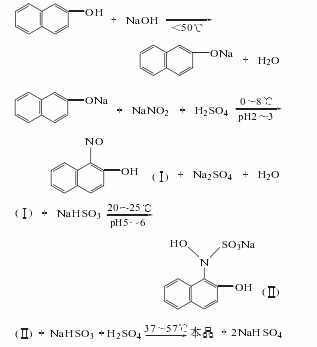 OH + NaOH
<50℃
ONa + H2O
ONa + NaNO2 + H2SO4 0~8℃
pH2~3
NO
OH (Ⅰ) + Na2SO4 + H2O
(Ⅰ) + NaHSO3 20~25℃
pH5~6
HO SO3Na
N
OH (Ⅱ)
(Ⅱ) + NaHSO3 + H2SO4 37~57℃ 本品 + 2NaHSO4